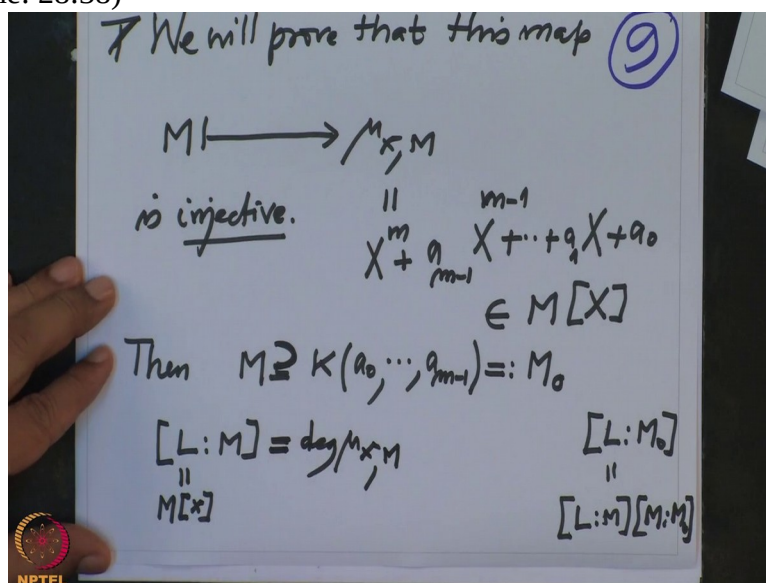 We will prove that this map ⑨
M ⟼ μ_{x,M}
is injective. ||
X^m + a_{m-1} X^{m-1} + ·· + a_1 X + a_0
∈ M[X]
Then M ⊇ K(a_0, ···, a_{m-1}) =: M_0
[L:M] = deg μ_{x,M} [L:M_0]
|| ||
M[x] [L:M][M:M_0]
NPTEL